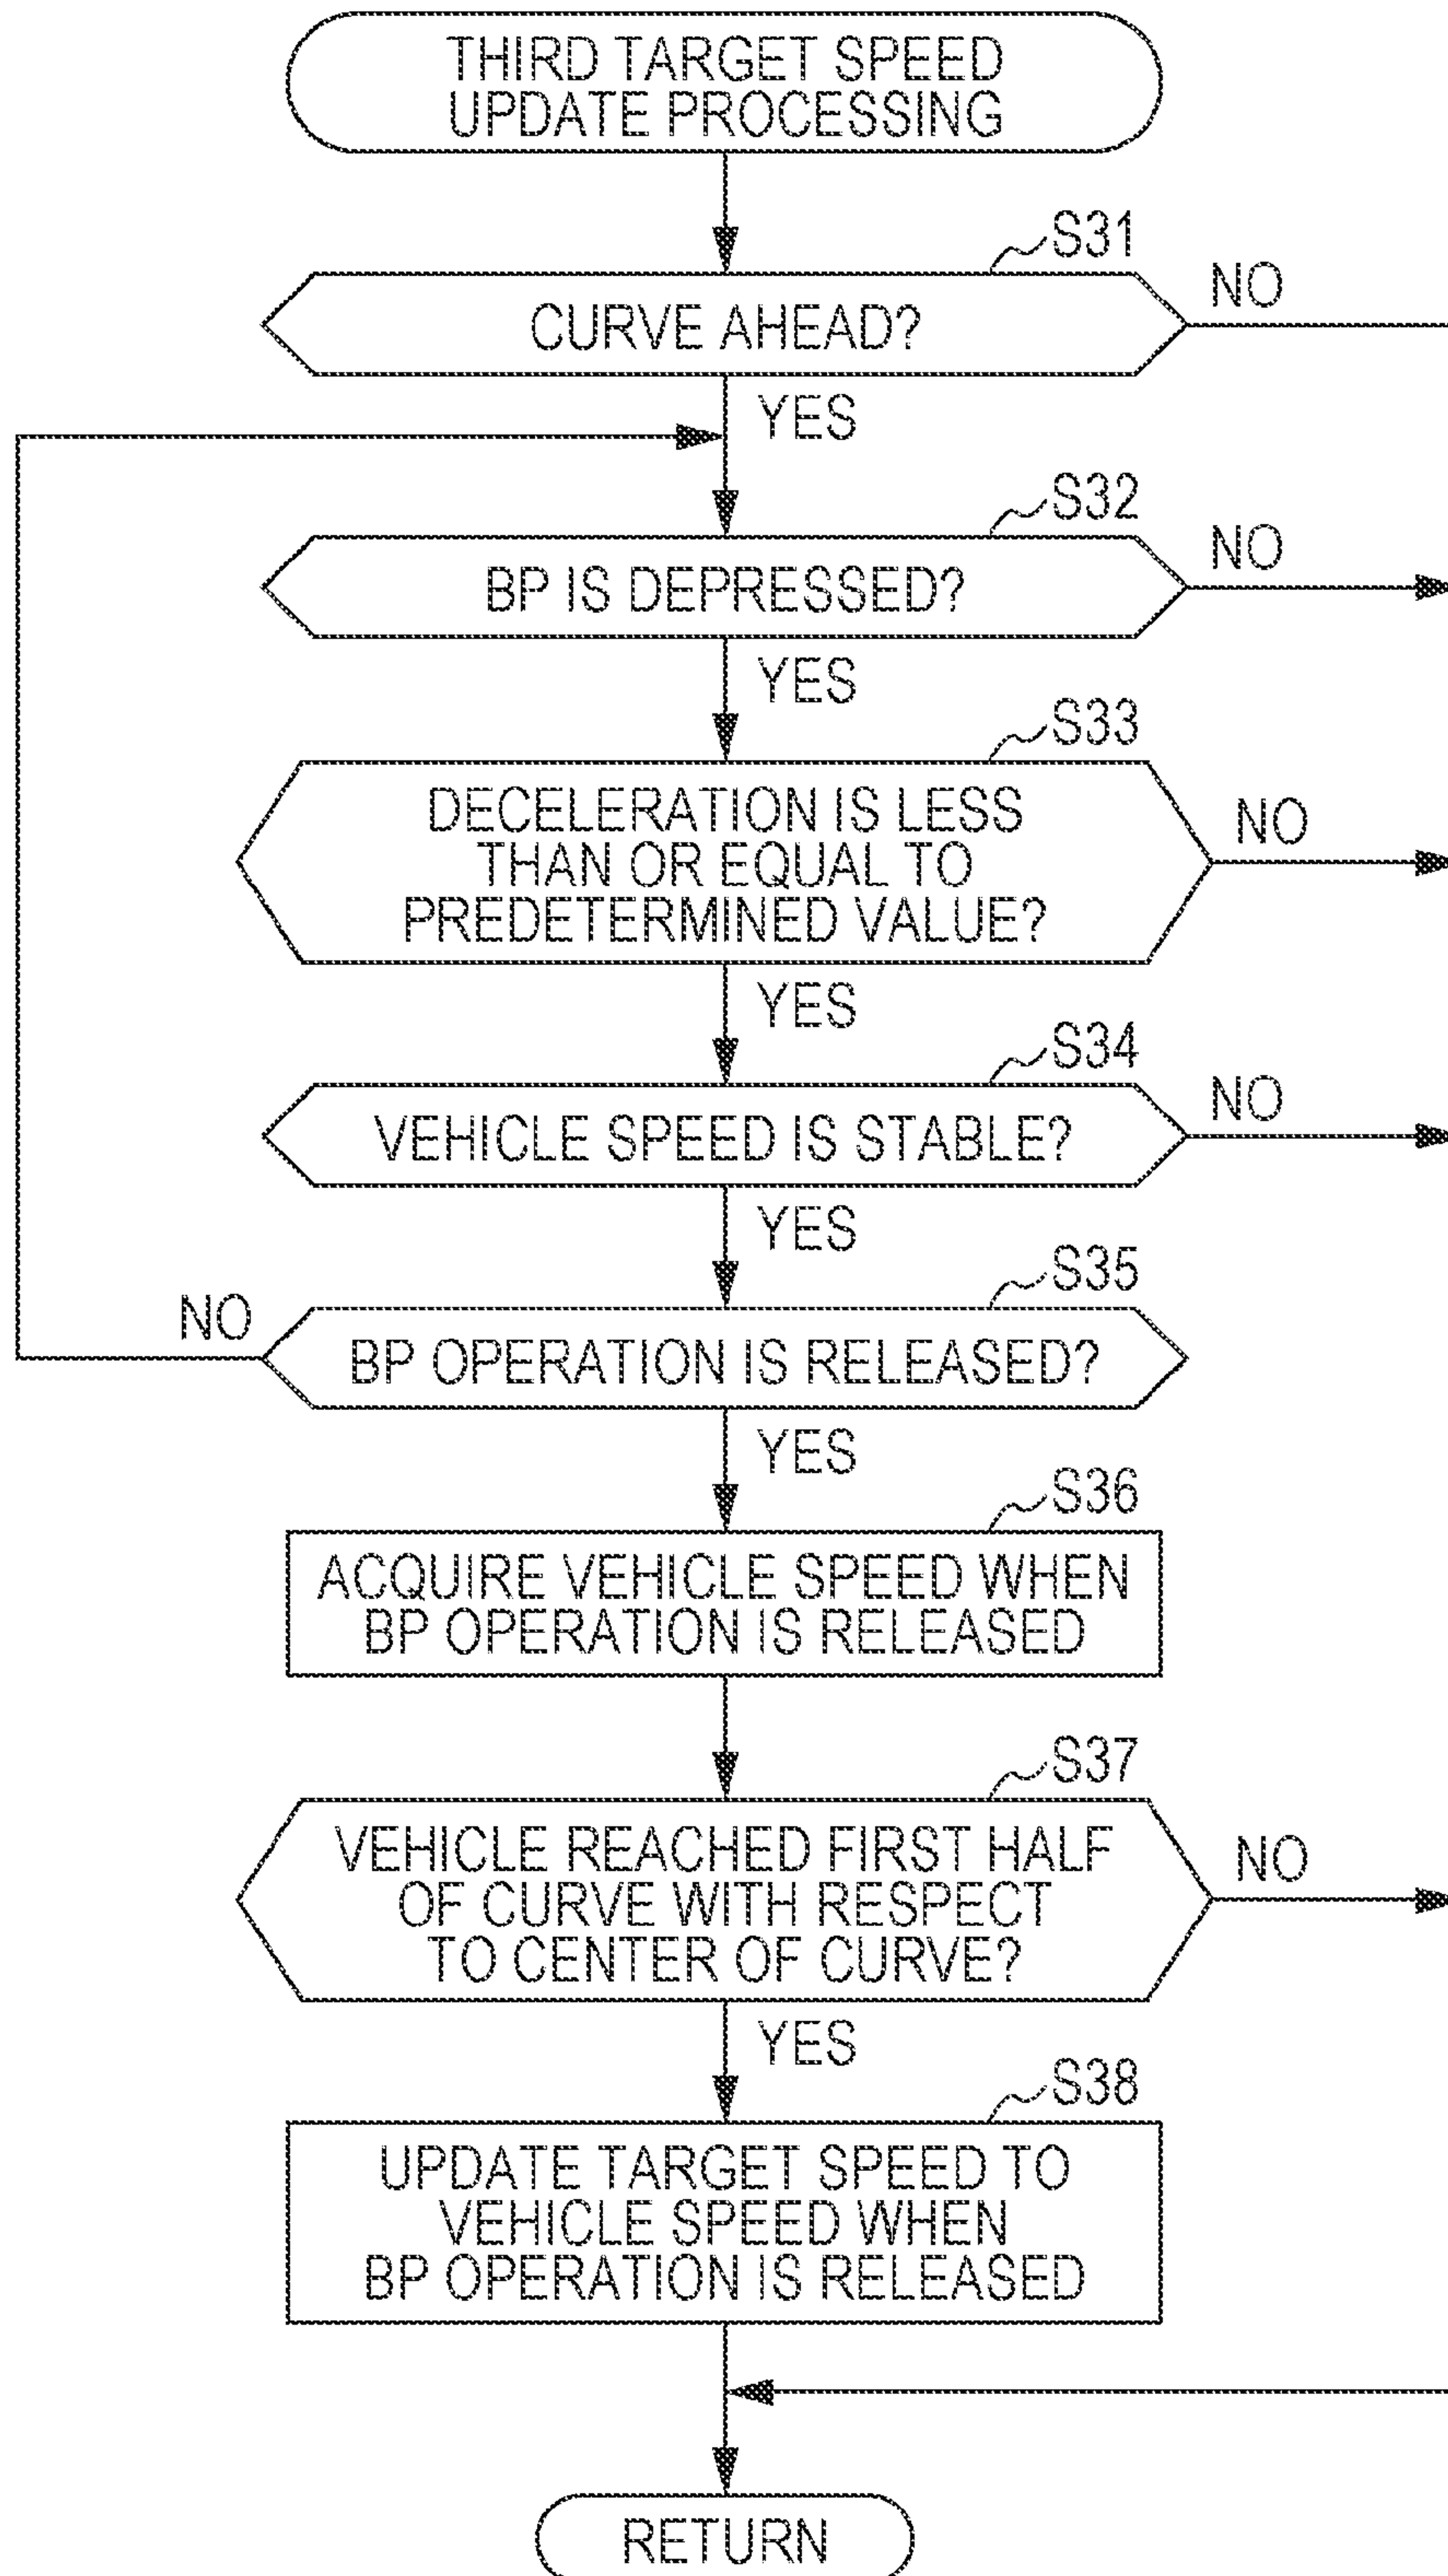 THIRD TARGET SPEED
UPDATE PROCESSING
S31
CURVE AHEAD?
NO
YES
S32
BP IS DEPRESSED?
NO
YES
S33
DECELERATION IS LESS
THAN OR EQUAL TO
PREDETERMINED VALUE?
NO
YES
S34
VEHICLE SPEED IS STABLE?
NO
YES
S35
NO
BP OPERATION IS RELEASED?
YES
S36
ACQUIRE VEHICLE SPEED WHEN
BP OPERATION IS RELEASED
S37
VEHICLE REACHED FIRST HALF
OF CURVE WITH RESPECT
TO CENTER OF CURVE?
NO
YES
S38
UPDATE TARGET SPEED TO
VEHICLE SPEED WHEN
BP OPERATION IS RELEASED
RETURN